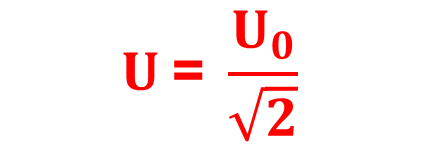 U = U₀/√2